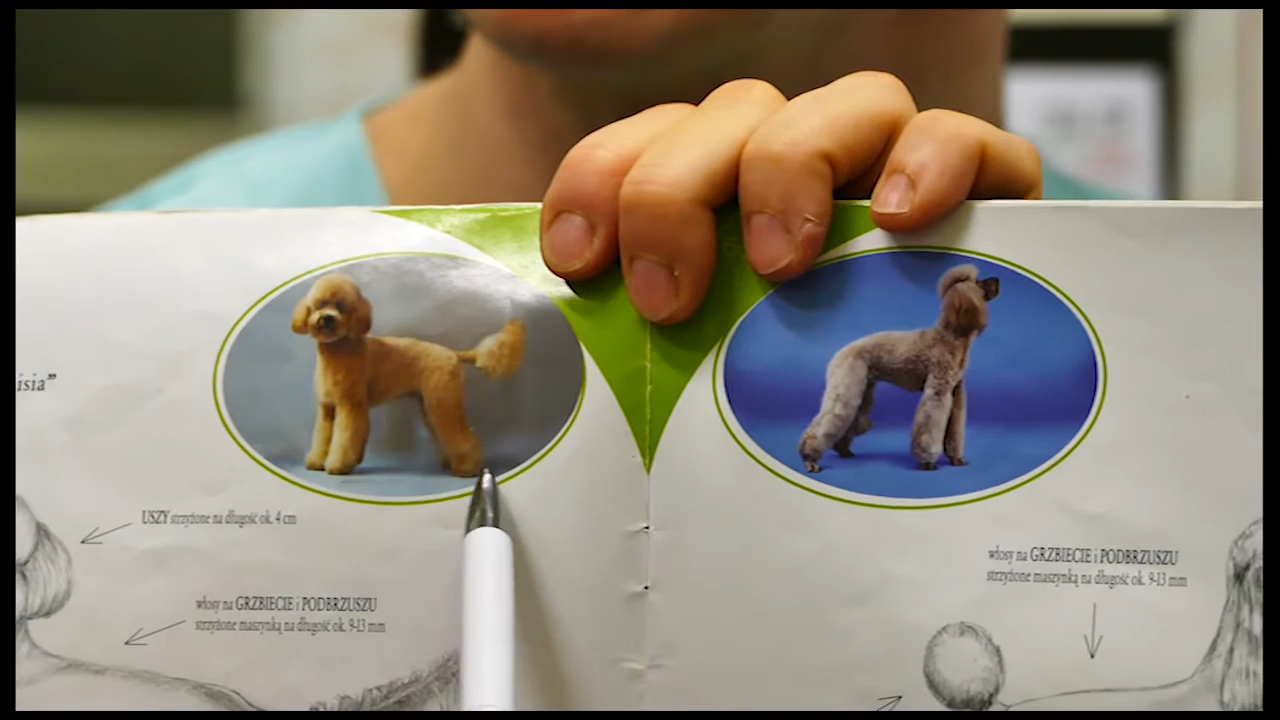 isia”
USZY strzyżone na długość ok. 4 cm
włosy na GRZBIECIE i PODBRZUSZU
strzyżone maszynką na długość ok. 9-13 mm
włosy na GRZBIECIE i PODBRZUSZU
strzyżone maszynką na długość ok. 9-13 mm